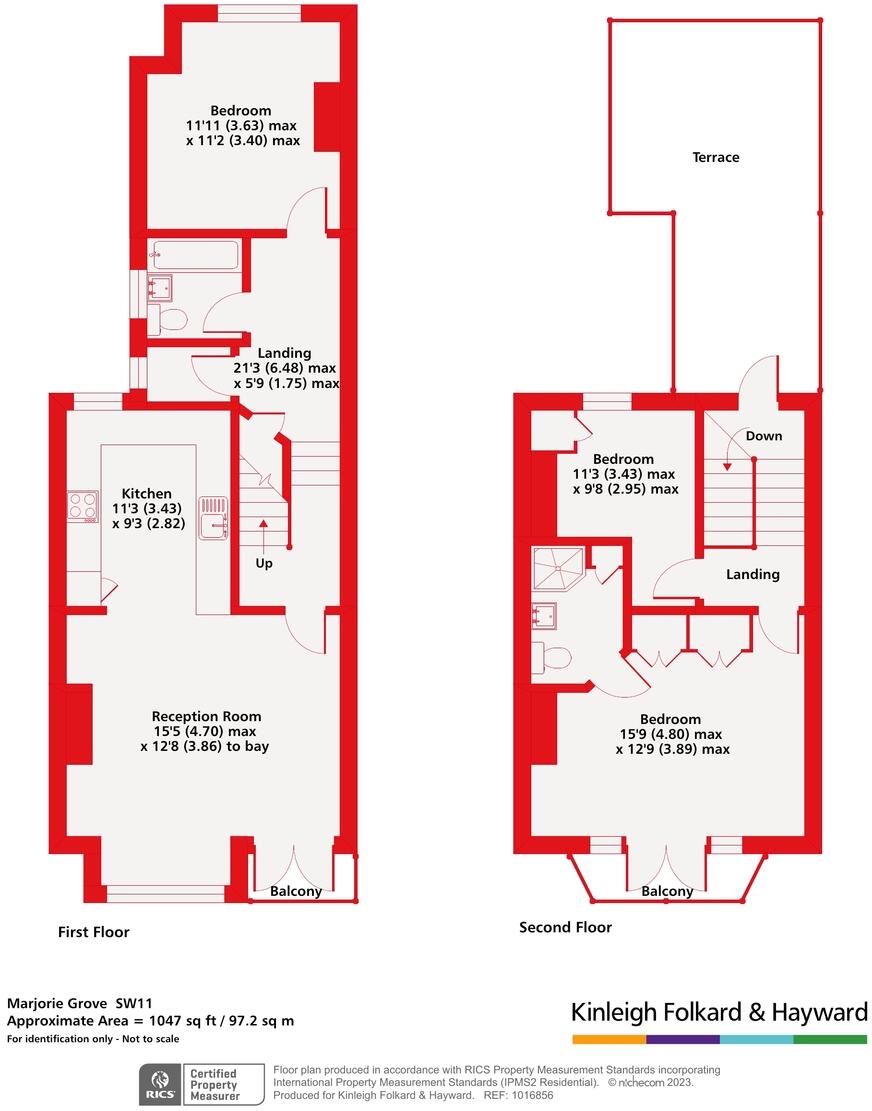 Bedroom
11'11 (3.63) max
x 11'2 (3.40) max
Landing
21'3 (6.48) max
x 5'9 (1.75) max
Kitchen
11'3 (3.43)
x 9'3 (2.82)
Up
Reception Room
15'5 (4.70) max
x 12'8 (3.86) to bay
Balcony
First Floor
Terrace
Down
Bedroom
11'3 (3.43) max
x 9'8 (2.95) max
Landing
Bedroom
15'9 (4.80) max
x 12'9 (3.89) max
Balcony
Second Floor
Marjorie Grove SW11
Approximate Area = 1047 sq ft / 97.2 sq m
For identification only - Not to scale
Kinleigh Folkard & Hayward
RICS
Certified
Property
Measurer
Floor plan produced in accordance with RICS Property Measurement Standards incorporating
International Property Measurement Standards (IPMS2 Residential). © nichecom 2023.
Produced for Kinleigh Folkard & Hayward. REF: 1016856